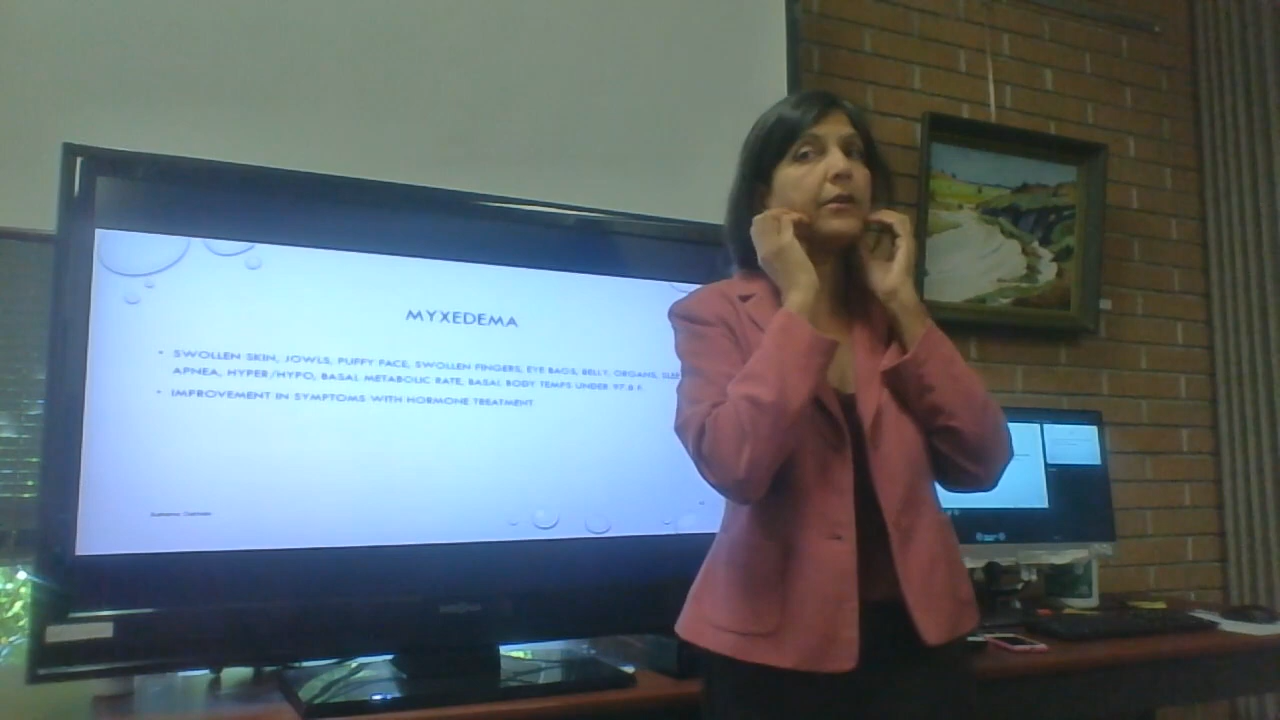 MYXEDEMA
• SWOLLEN SKIN, JOWLS, PUFFY FACE, SWOLLEN FINGERS, EYE BAGS, BELLY, ORGANS,
APNEA, HYPER/HYPO, BASAL METABOLIC RATE, BASAL BODY TEMPS UNDER 97.8 F
• IMPROVEMENT IN SYMPTOMS WITH HORMONE TREATMENT